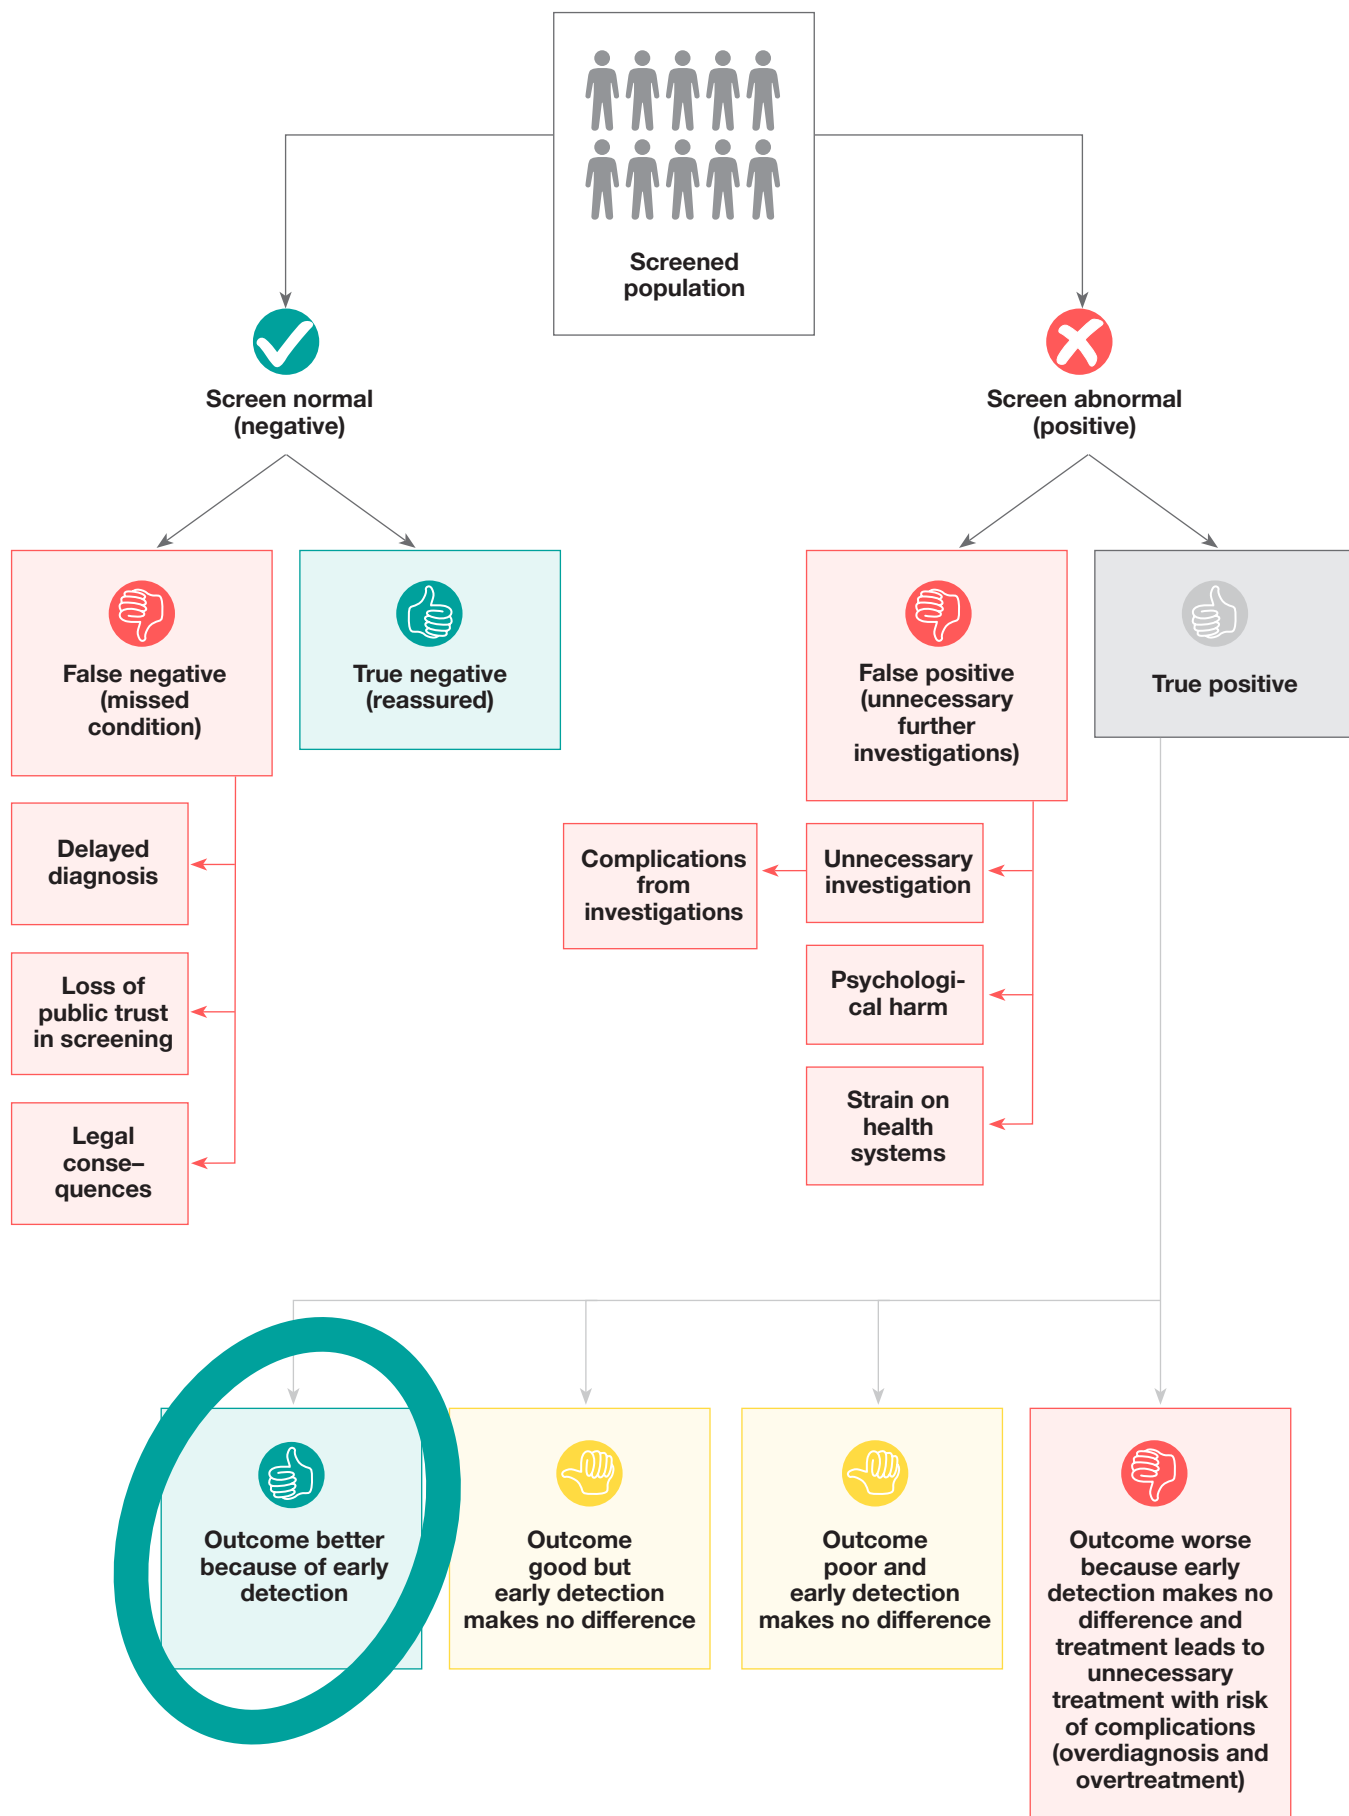 Screened
population
Screen normal
(negative)
Screen abnormal
(positive)
False negative
(missed
condition)
True negative
(reassured)
False positive
(unnecessary
further
investigations)
True positive
Delayed
diagnosis
Loss of
public trust
in screening
Legal
conse–
quences
Complications
from
investigations
Unnecessary
investigation
Psychologi-
cal harm
Strain on
health
systems
Outcome better
because of early
detection
Outcome
good but
early detection
makes no difference
Outcome
poor and
early detection
makes no difference
Outcome worse
because early
detection makes no
difference and
treatment leads to
unnecessary
treatment with risk
of complications
(overdiagnosis and
overtreatment)